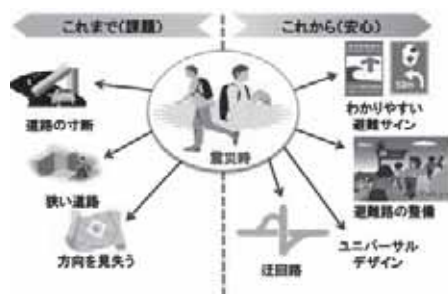 これまで(課題)
これから(安心)
道路の寸断
狭い道路
方向を見失う
震災時
わかりやすい
避難サイン
避難路の整備
迂回路
ユニバーサル
デザイン